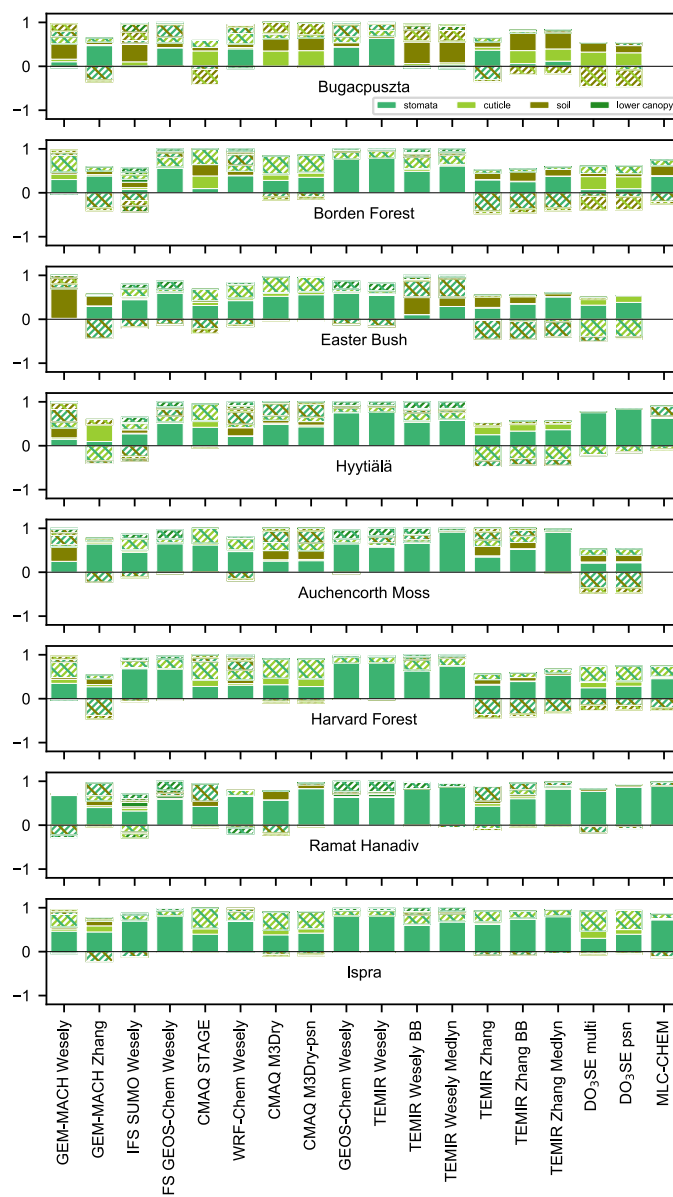 1
0
−1
Bugacpuszta
stomata cuticle soil lower canopy
1
0
−1
Borden Forest
1
0
−1
Easter Bush
1
0
−1
Hyytiälä
1
0
−1
Auchencorth Moss
1
0
−1
Harvard Forest
1
0
−1
Ramat Hanadiv
1
0
−1
Ispra
GEM-MACH Wesely
GEM-MACH Zhang
IFS SUMO Wesely
FS GEOS-Chem Wesely
CMAQ STAGE
WRF-Chem Wesely
CMAQ M3Dry
CMAQ M3Dry-psn
GEOS-Chem Wesely
TEMIR Wesely
TEMIR Wesely BB
TEMIR Wesely Medlyn
TEMIR Zhang
TEMIR Zhang BB
TEMIR Zhang Medlyn
DO₃SE multi
DO₃SE psn
MLC-CHEM